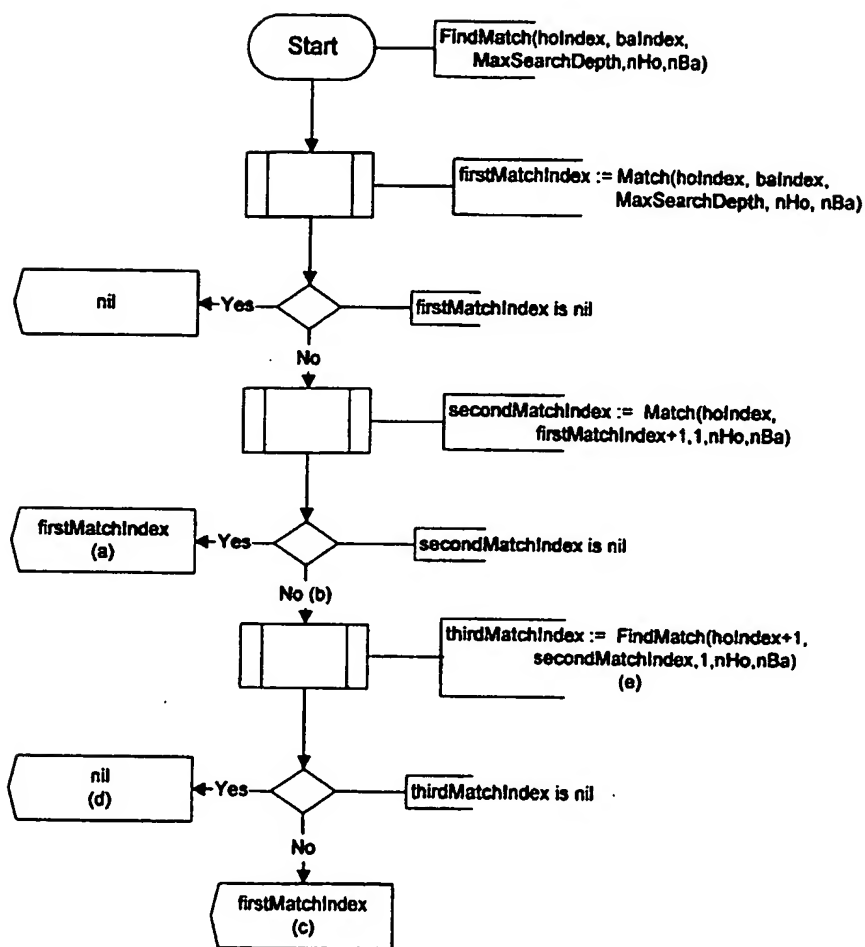 Start
FindMatch(hoIndex, baIndex,
MaxSearchDepth,nHo,nBa)
firstMatchIndex := Match(hoIndex, baIndex,
MaxSearchDepth, nHo, nBa)
nil
Yes
firstMatchIndex is nil
No
secondMatchIndex := Match(hoIndex,
firstMatchIndex+1,1,nHo,nBa)
firstMatchIndex
(a)
Yes
secondMatchIndex is nil
No (b)
thirdMatchIndex := FindMatch(hoIndex+1,
secondMatchIndex,1,nHo,nBa)
(e)
nil
(d)
Yes
thirdMatchIndex is nil
No
firstMatchIndex
(c)